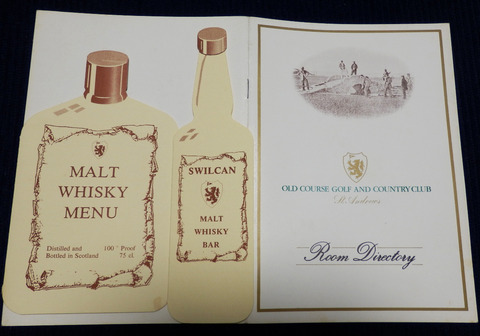 MALT
WHISKY
MENU
Distilled and 100° Proof
Bottled in Scotland 75 cl
SWILCAN
MALT
WHISKY
BAR
OLD COURSE GOLF AND COUNTRY CLUB
St. Andrews
Room Directory